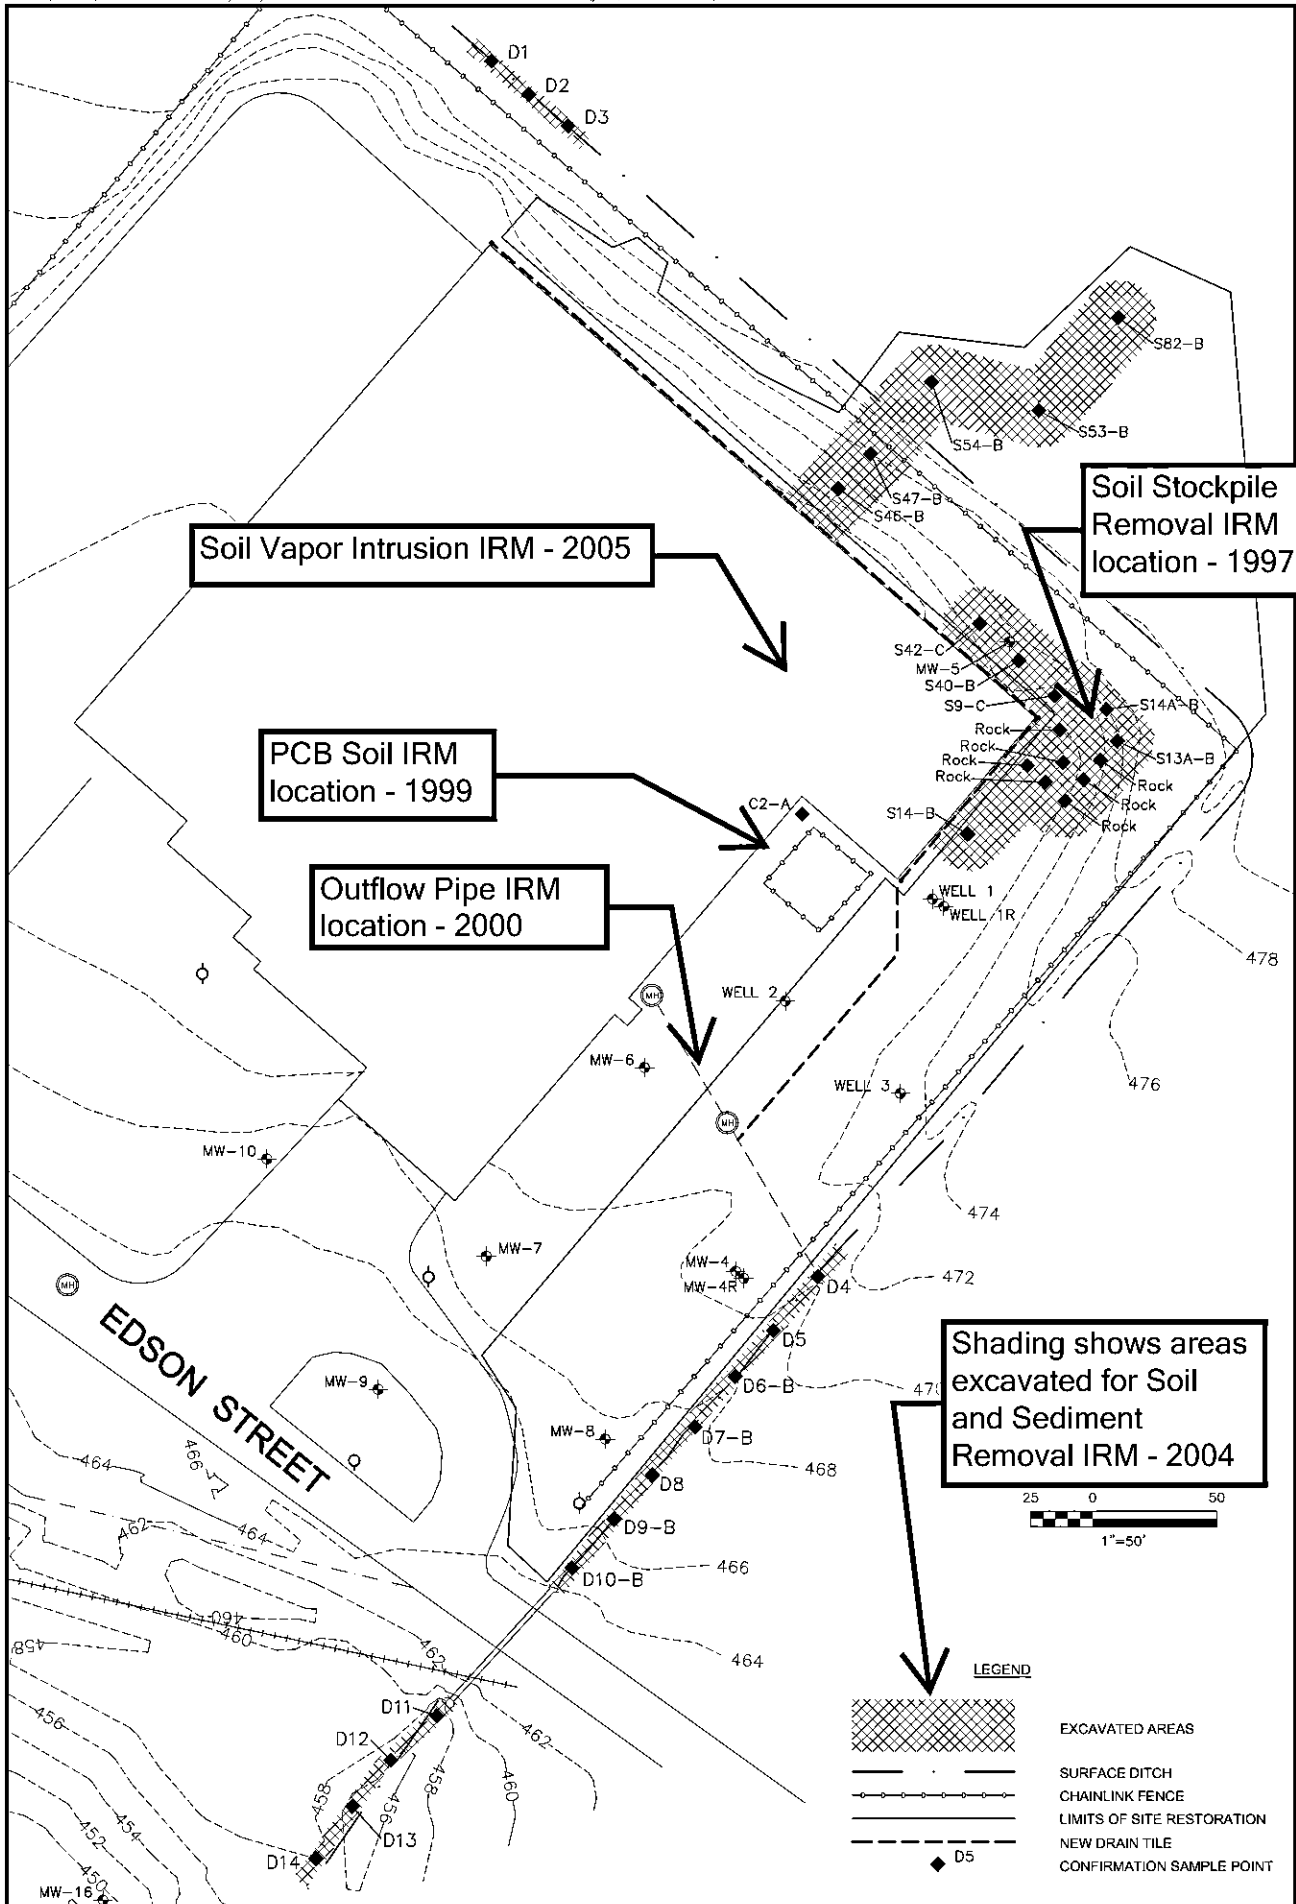 D1
D2
D3
S82-B
S53-B
S54-B
S47-B
S46-B
Soil Stockpile
Removal IRM
location - 1997
Soil Vapor Intrusion IRM - 2005
S42-C
MW-5
S40-B
S9-C
S14A-B
S13A-B
Rock
Rock
Rock
Rock
Rock
Rock
Rock
S14-B
PCB Soil IRM
location - 1999
C2-A
Outflow Pipe IRM
location - 2000
WELL 1
WELL 1R
478
MH
WELL 2
MW-6
476
WELL 3
MH
MW-10
474
MW-7
MW-4
MW-4R
D4
472
MH
EDSON STREET
D5
Shading shows areas
excavated for Soil
and Sediment
Removal IRM - 2004
D6-B
MW-9
D7-B
MW-8
468
464
466
D8
462
464
D9-B
25 0 50
1"=50'
D10-B
466
460
460
458
462
464
LEGEND
EXCAVATED AREAS
D11
462
456
D12
458
458
460
456
D13
D14
454
452
450
MW-16
SURFACE DITCH
CHAINLINK FENCE
LIMITS OF SITE RESTORATION
NEW DRAIN TILE
D5
CONFIRMATION SAMPLE POINT